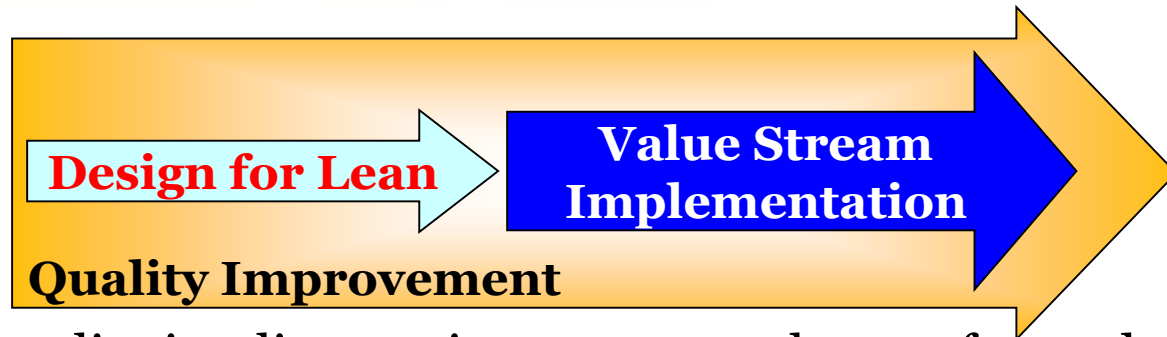 Design for Lean
Value Stream
Implementation
Quality Improvement